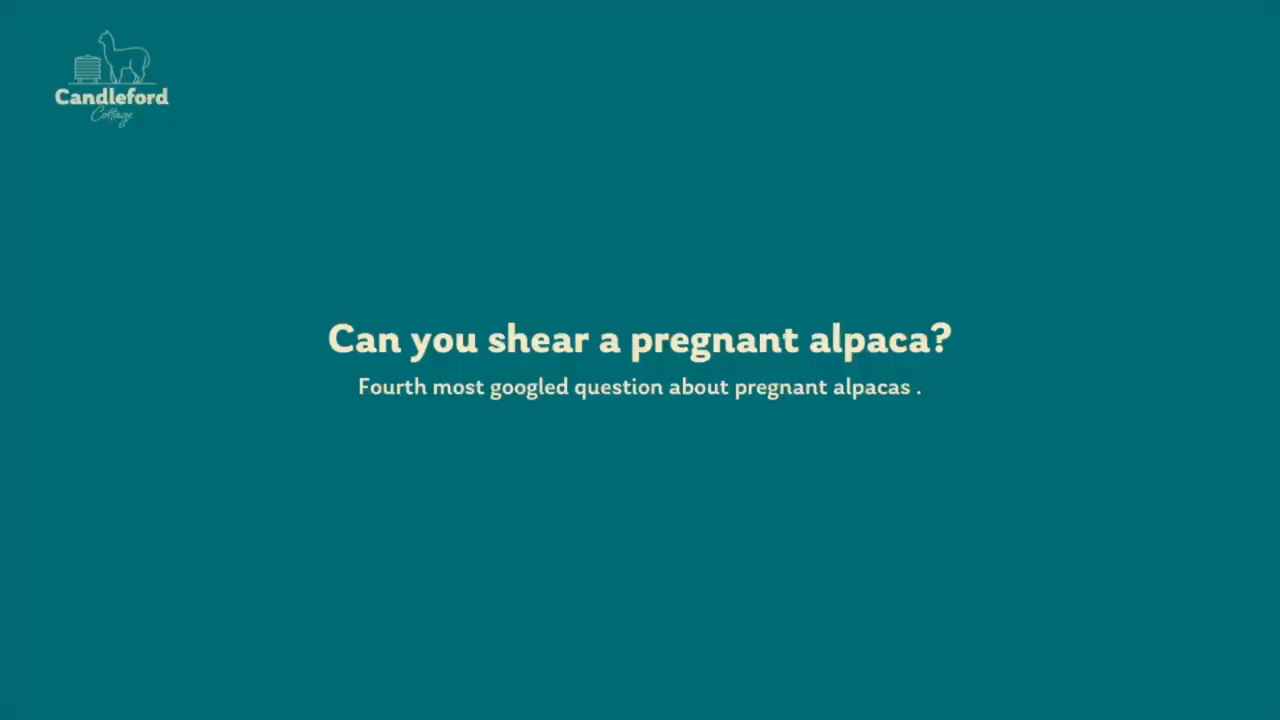 Candleford
Cottage
Can you shear a pregnant alpaca?
Fourth most googled question about pregnant alpacas .